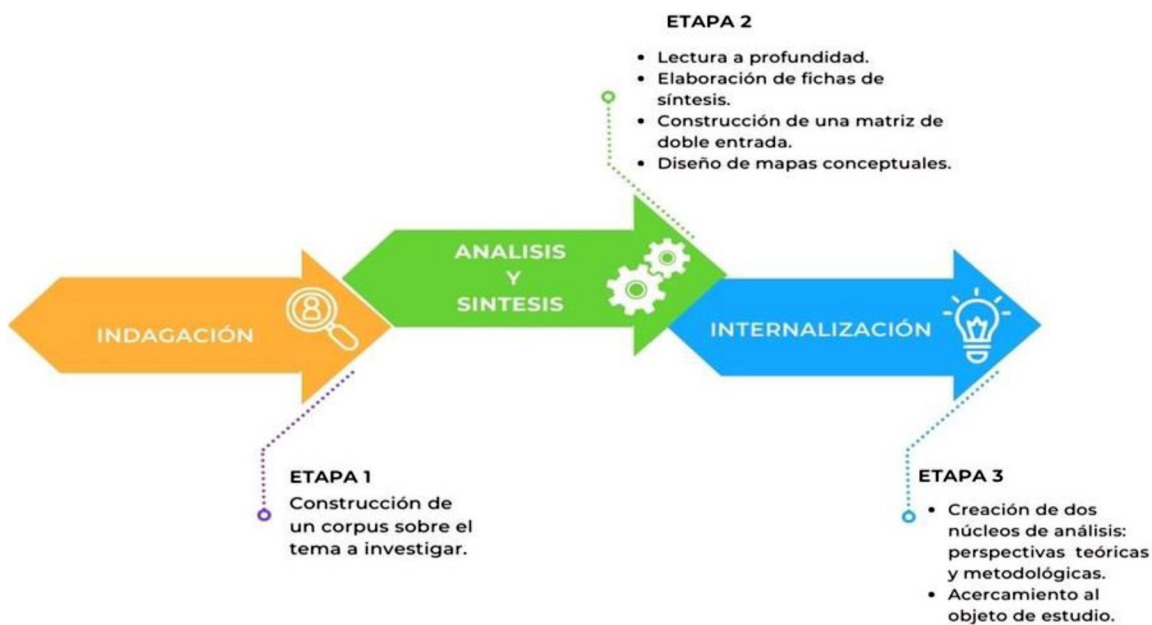 ETAPA 2
• Lectura a profundidad.
• Elaboración de fichas de
síntesis.
• Construcción de una matriz de
doble entrada.
• Diseño de mapas conceptuales.
INDAGACIÓN
ANALISIS
Y
SINTESIS
INTERNALIZACIÓN
ETAPA 1
Construcción de
un corpus sobre el
tema a investigar.
ETAPA 3
• Creación de dos
núcleos de análisis:
perspectivas teóricas
y metodológicas.
• Acercamiento al
objeto de estudio.